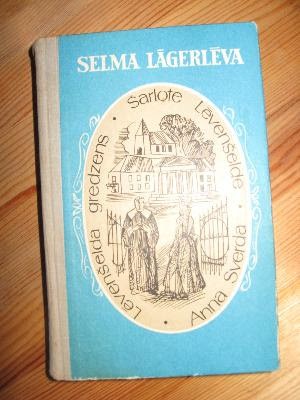 SELMA LĀGERLĒVA
Levenšelda gredzens • Šarlote Levenšelde • Anna Sverda •